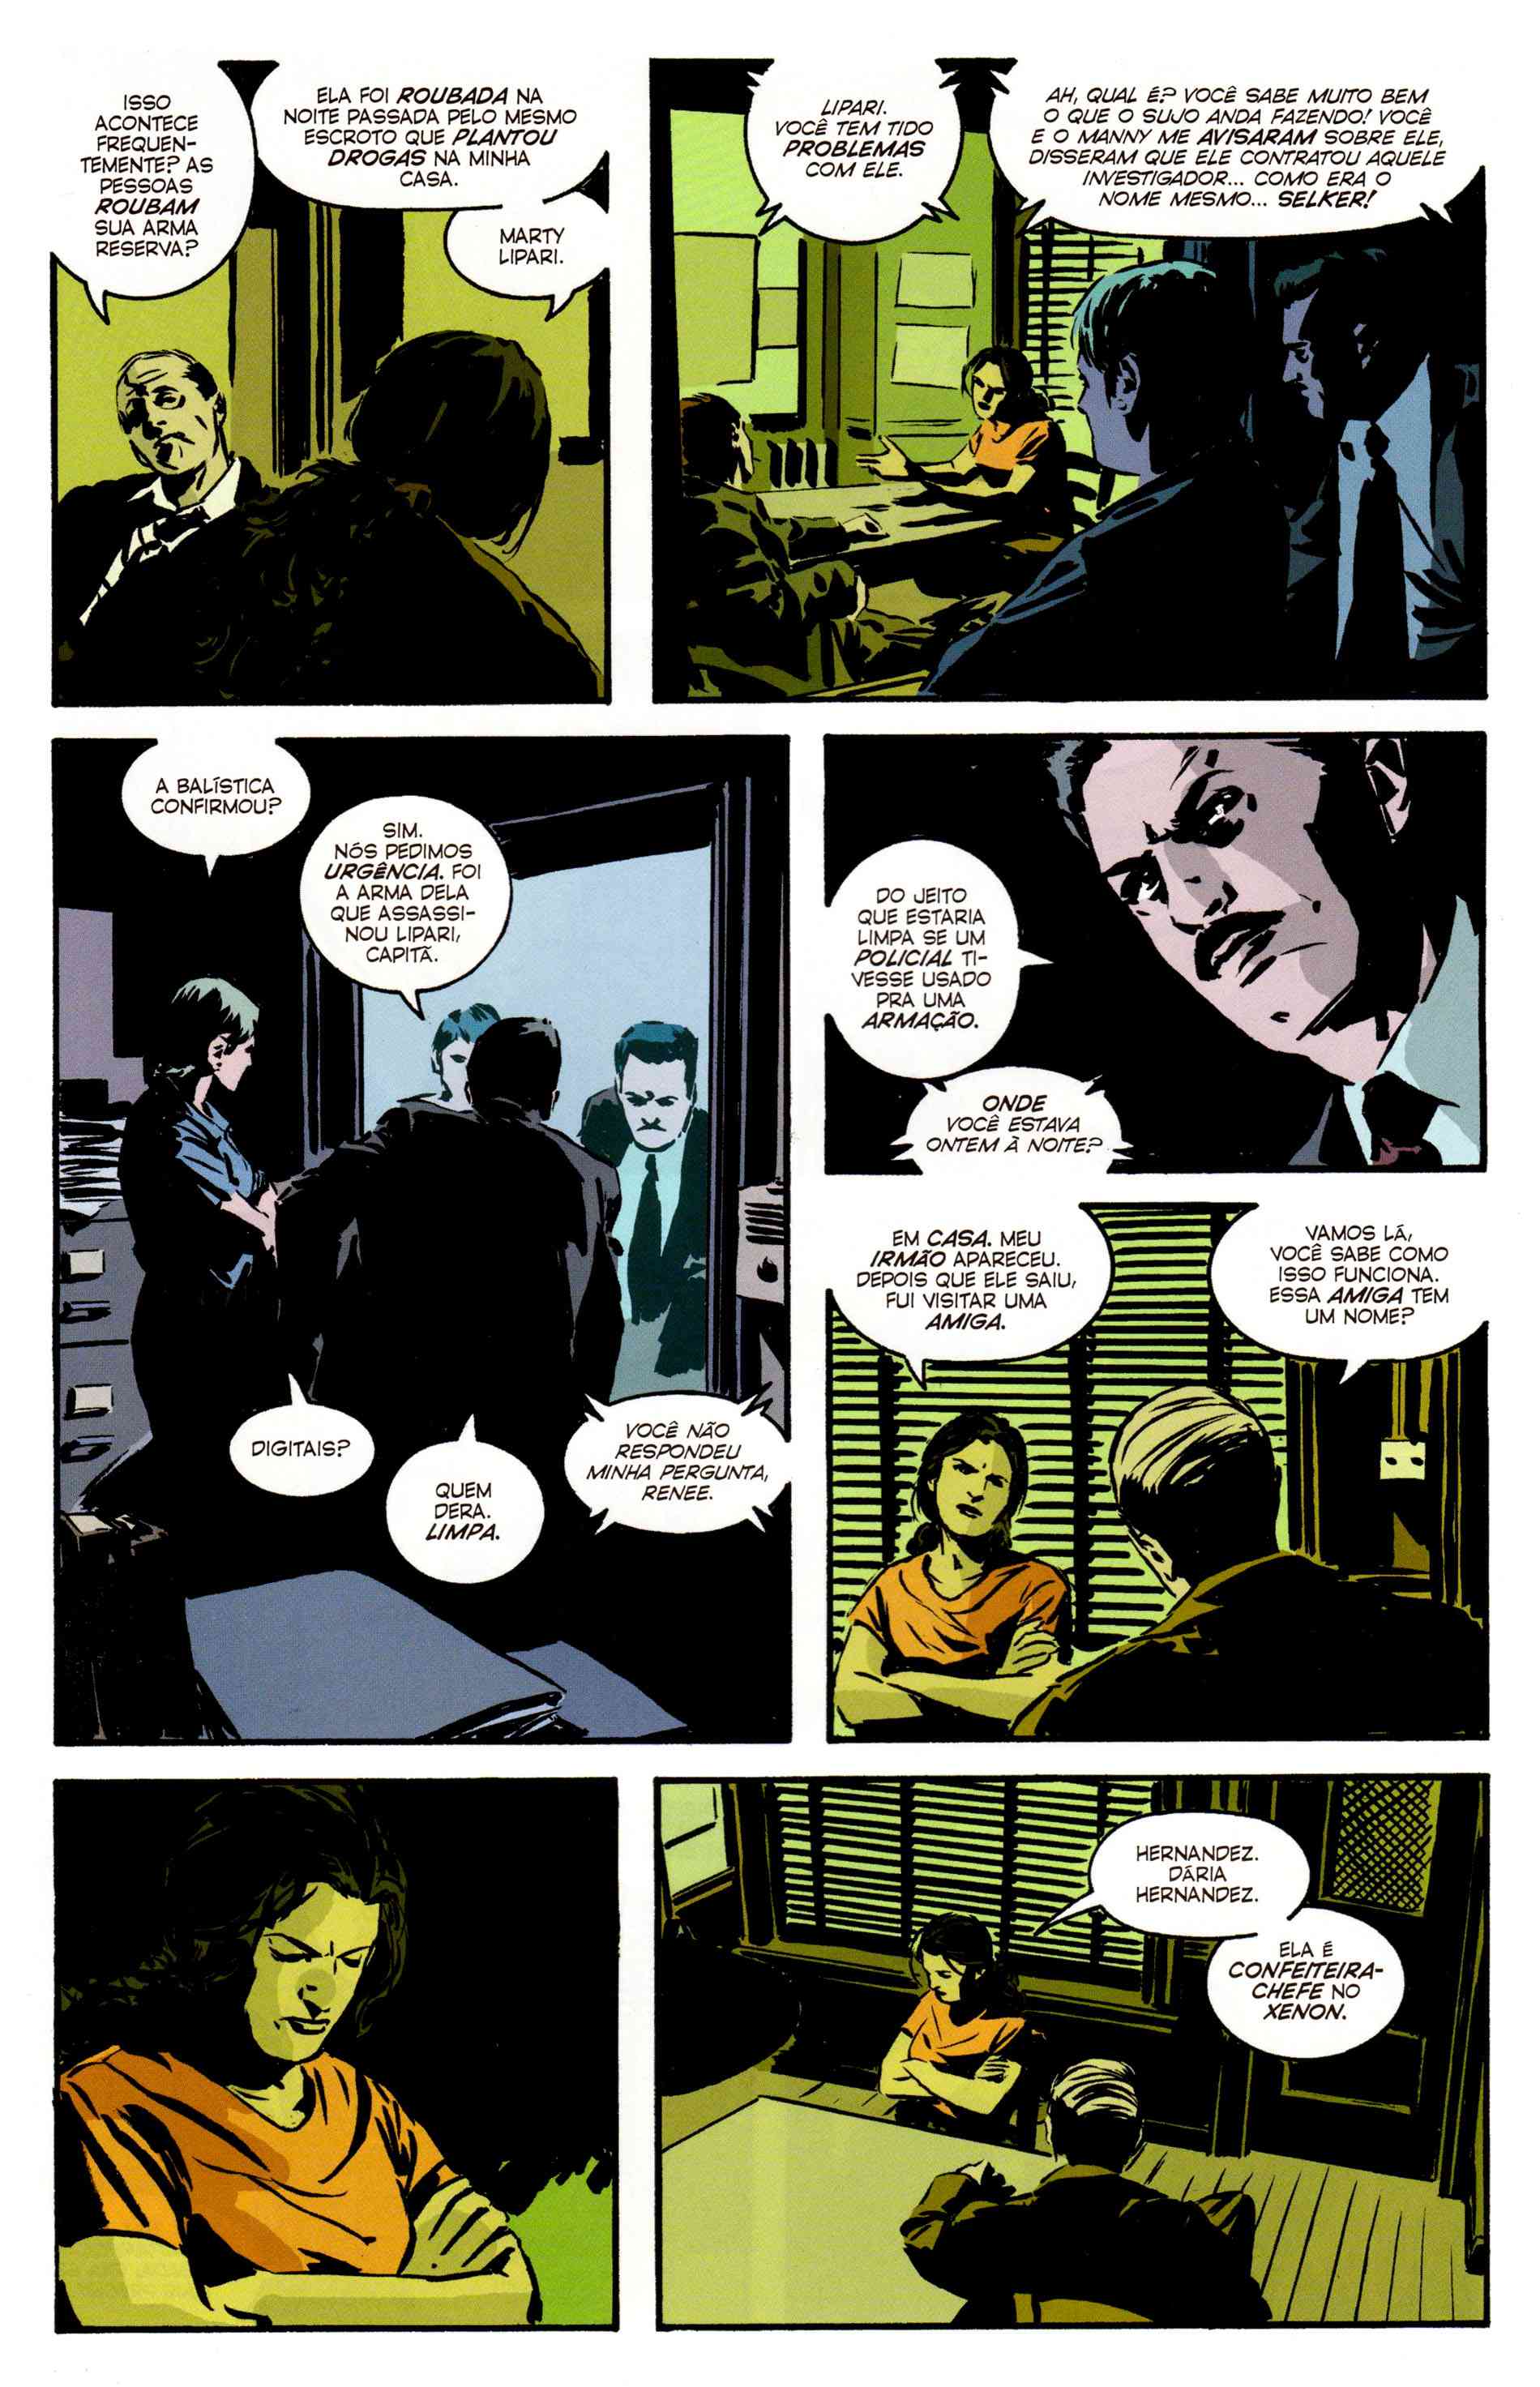 ISSO
ACONTECE
FREQUEN-
TEMENTE? AS
PESSOAS
ROUBAM
SUA ARMA
RESERVA?
ELA FOI ROUBADA NA
NOITE PASSADA PELO MESMO
ESCROTO QUE PLANTOU
DROGAS NA MINHA
CASA.
MARTY
LIPARI.
LIPARI.
VOCÊ TEM TIDO
PROBLEMAS
COM ELE.
AH, QUAL É? VOCÊ SABE MUITO BEM
O QUE O SUJO ANDA FAZENDO! VOCÊ
E O MANNY ME AVISARAM SOBRE ELE,
DISSERAM QUE ELE CONTRATOU AQUELE
INVESTIGADOR... COMO ERA O
NOME MESMO... SELKER!
A BALÍSTICA
CONFIRMOU?
SIM.
NÓS PEDIMOS
URGÊNCIA. FOI
A ARMA DELA
QUE ASSASSI-
NOU LIPARI,
CAPITÃ.
DIGITAIS?
QUEM
DERA.
LIMPA.
VOCÊ NÃO
RESPONDEU
MINHA PERGUNTA,
RENEE.
DO JEITO
QUE ESTARIA
LIMPA SE UM
POLICIAL TI-
VESSE USADO
PRA UMA
ARMAÇÃO.
ONDE
VOCÊ ESTAVA
ONTEM À NOITE?
EM CASA. MEU
IRMÃO APARECEU.
DEPOIS QUE ELE SAIU,
FUI VISITAR UMA
AMIGA.
VAMOS LÁ,
VOCÊ SABE COMO
ISSO FUNCIONA.
ESSA AMIGA TEM
UM NOME?
HERNANDEZ.
DÁRIA
HERNANDEZ.
ELA É
CONFEITEIRA-
CHEFE NO
XENON.